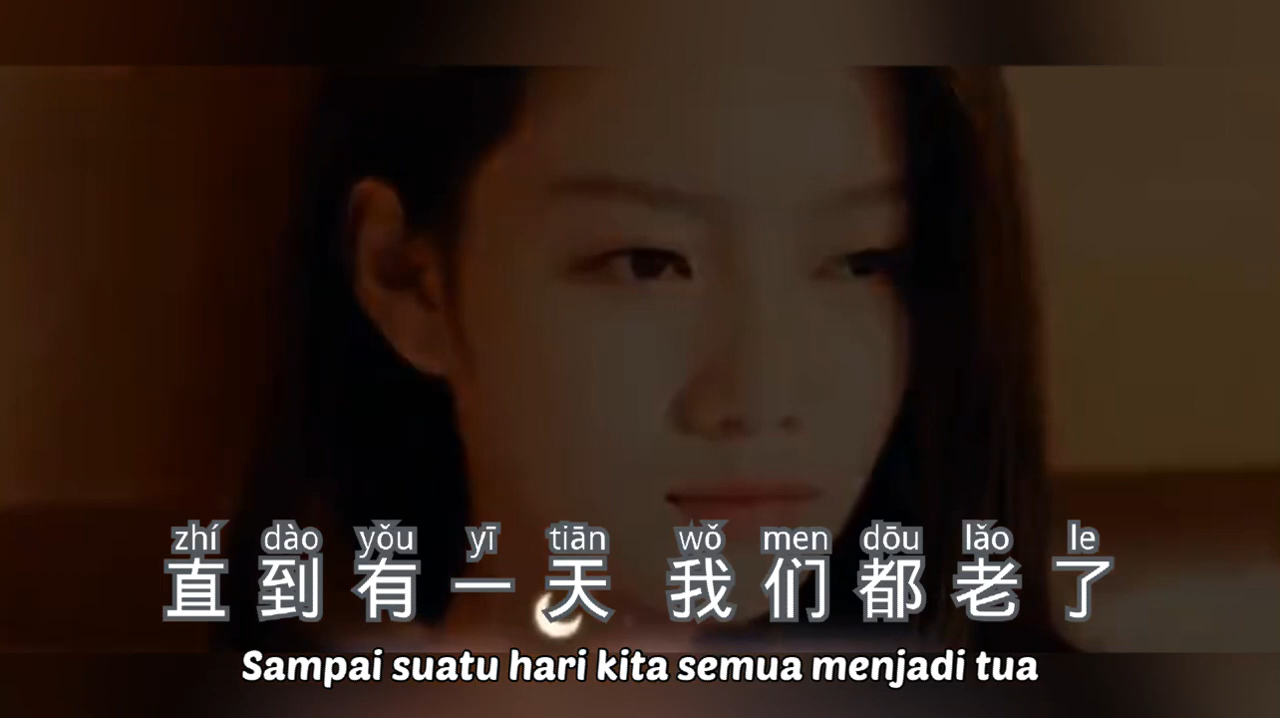 zhí dào yǒu yī tiān wǒ men dōu lǎo le
直到有一天 我们都老了
Sampai suatu hari kita semua menjadi tua